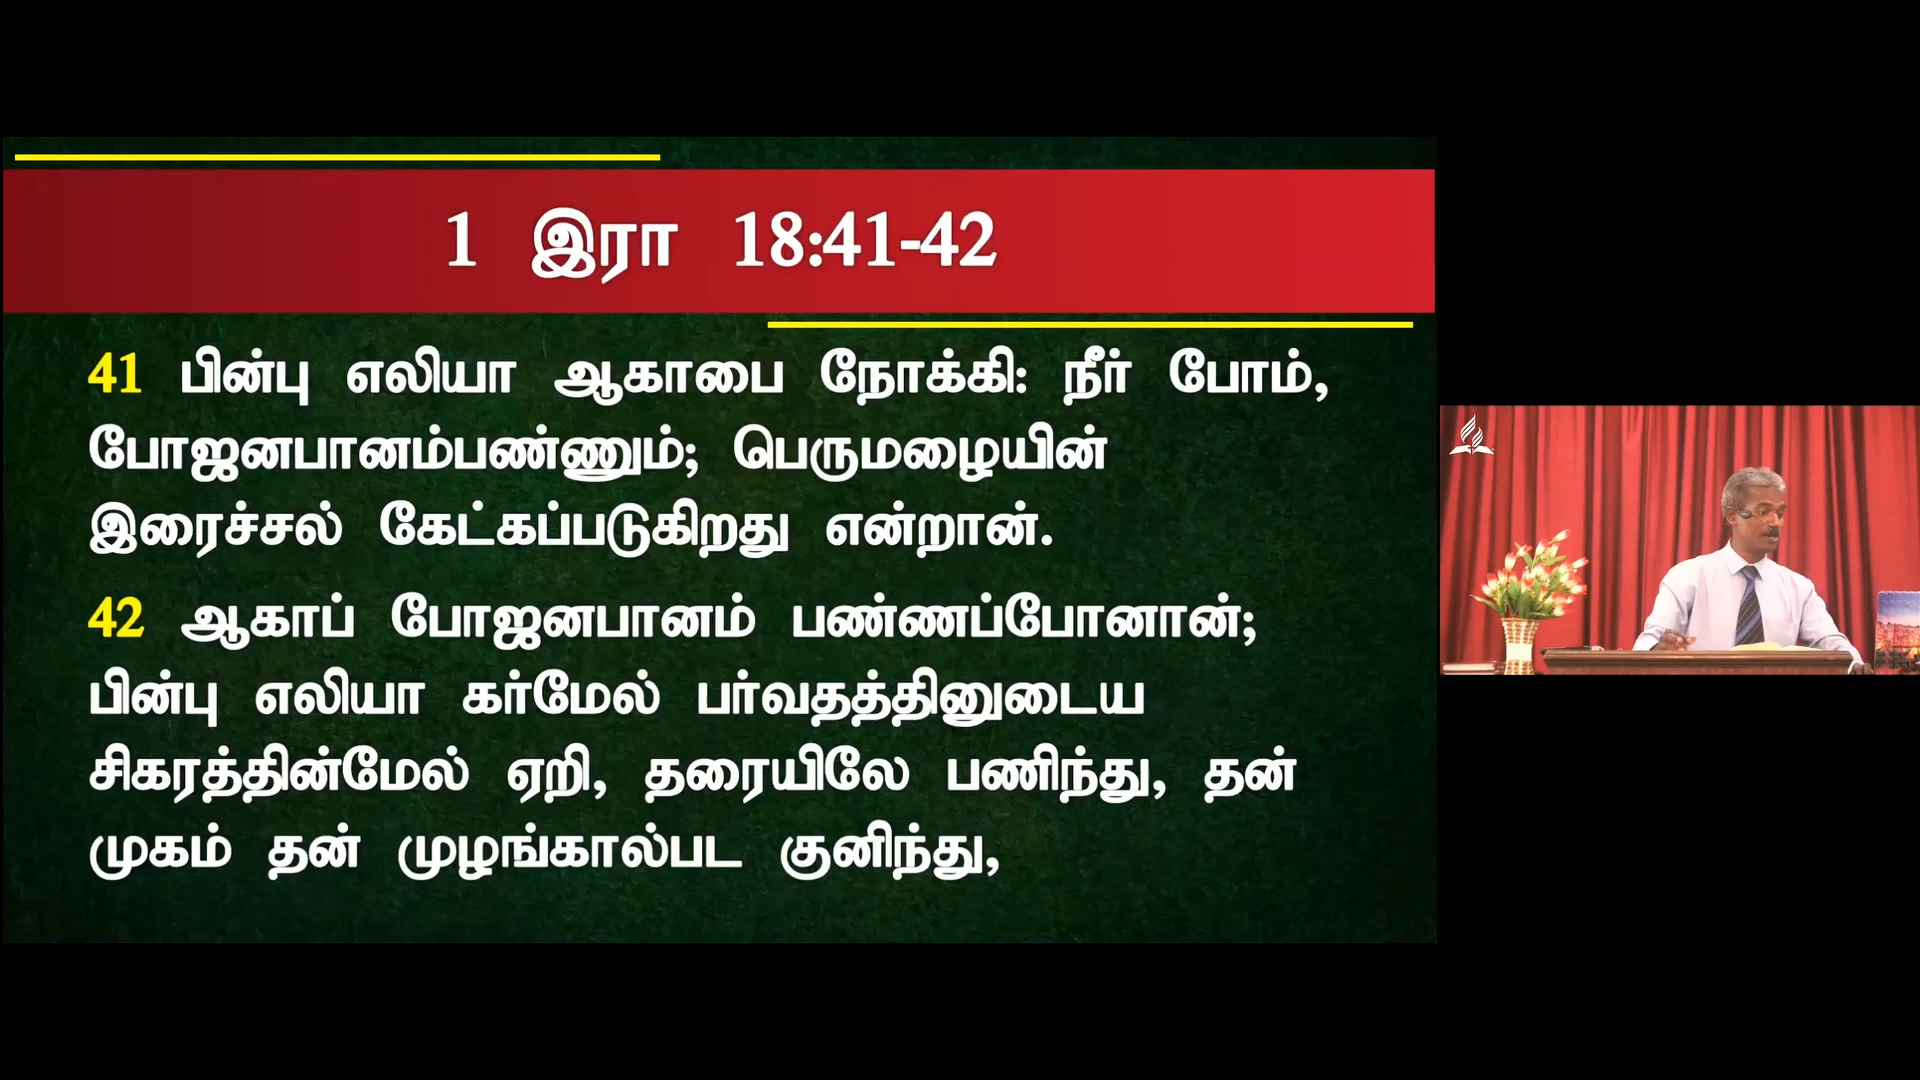 1 இரா 18:41-42
41 பின்பு எலியா ஆகாபை நோக்கி: நீர் போம்,
போஜனபானம்பண்ணும்; பெருமழையின்
இரைச்சல் கேட்கப்படுகிறது என்றான்.
42 ஆகாப் போஜனபானம் பண்ணப்போனான்;
பின்பு எலியா கர்மேல் பர்வதத்தினுடைய
சிகரத்தின்மேல் ஏறி, தரையிலே பணிந்து, தன்
முகம் தன் முழங்கால்பட குனிந்து,